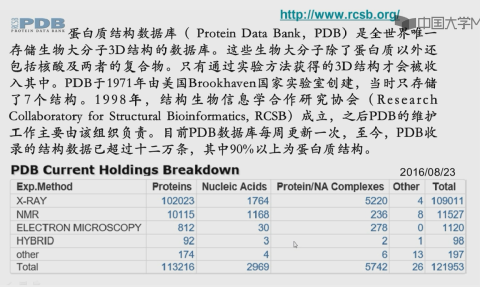 http://www.rcsb.org/
中国大学M
PDB
PROTEIN DATA BANK
蛋白质结构数据库（ Protein Data Bank，PDB）是全世界唯一
存储生物大分子3D结构的数据库。这些生物大分子除了蛋白质以外还
包括核酸及两者的复合物。只有通过实验方法获得的3D结构才会被收
入其中。PDB于1971年由美国Brookhaven国家实验室创建，当时只存储
了7个结构。1998年，结构生物信息学合作研究协会（Research
Collaboratory for Structural Bioinformatics, RCSB）成立，之后PDB的维护
工作主要由该组织负责。目前PDB数据库每周更新一次，至今，PDB收
录的结构数据已超过十二万条，其中90%以上为蛋白质结构。
PDB Current Holdings Breakdown 2016/08/23
Exp.Method Proteins Nucleic Acids Protein/NA Complexes Other Total
X-RAY 102023 1764 5220 4 109011
NMR 10115 1168 236 8 11527
ELECTRON MICROSCOPY 812 30 278 0 1120
HYBRID 92 3 2 1 98
other 174 4 6 13 197
Total 113216 2969 5742 26 121953